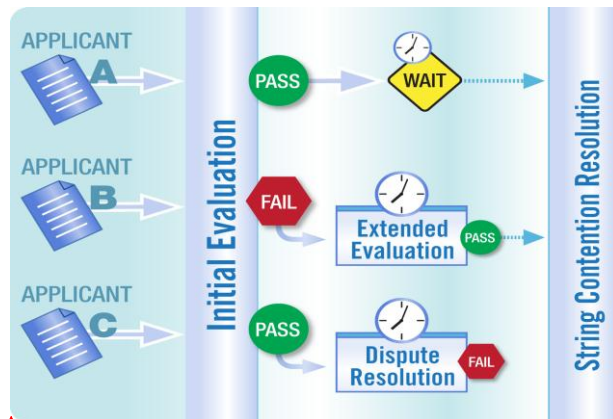 APPLICANT
A
PASS
WAIT
APPLICANT
B
FAIL
Extended
Evaluation
PASS
APPLICANT
C
PASS
Dispute
Resolution
FAIL
Initial Evaluation
String Contention Resolution